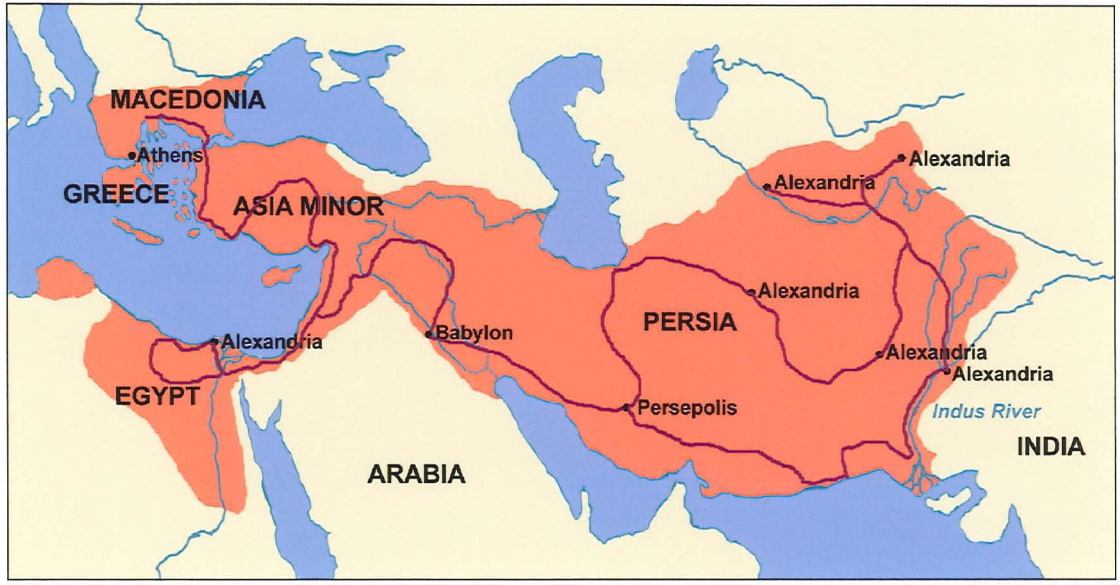 MACEDONIA
Athens
Alexandria
GREECE
Alexandria
ASIA MINOR
Alexandria
PERSIA
Babylon
Alexandria
Alexandria
Alexandria
EGYPT
Persepolis
Indus River
INDIA
ARABIA